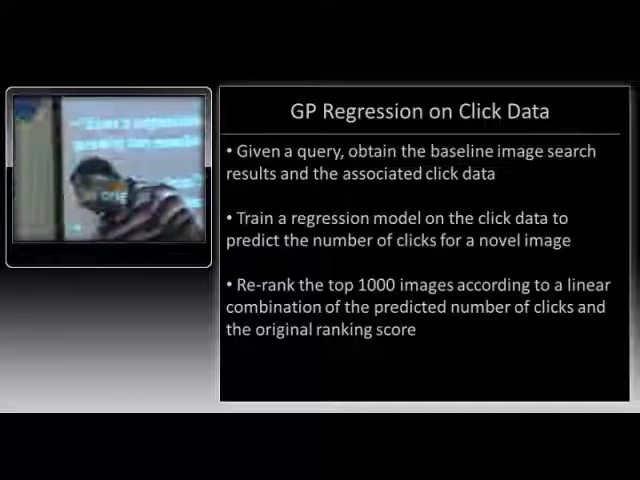 GP Regression on Click Data
• Given a query, obtain the baseline image search
results and the associated click data
• Train a regression model on the click data to
predict the number of clicks for a novel image
• Re-rank the top 1000 images according to a linear
combination of the predicted number of clicks and
the original ranking score